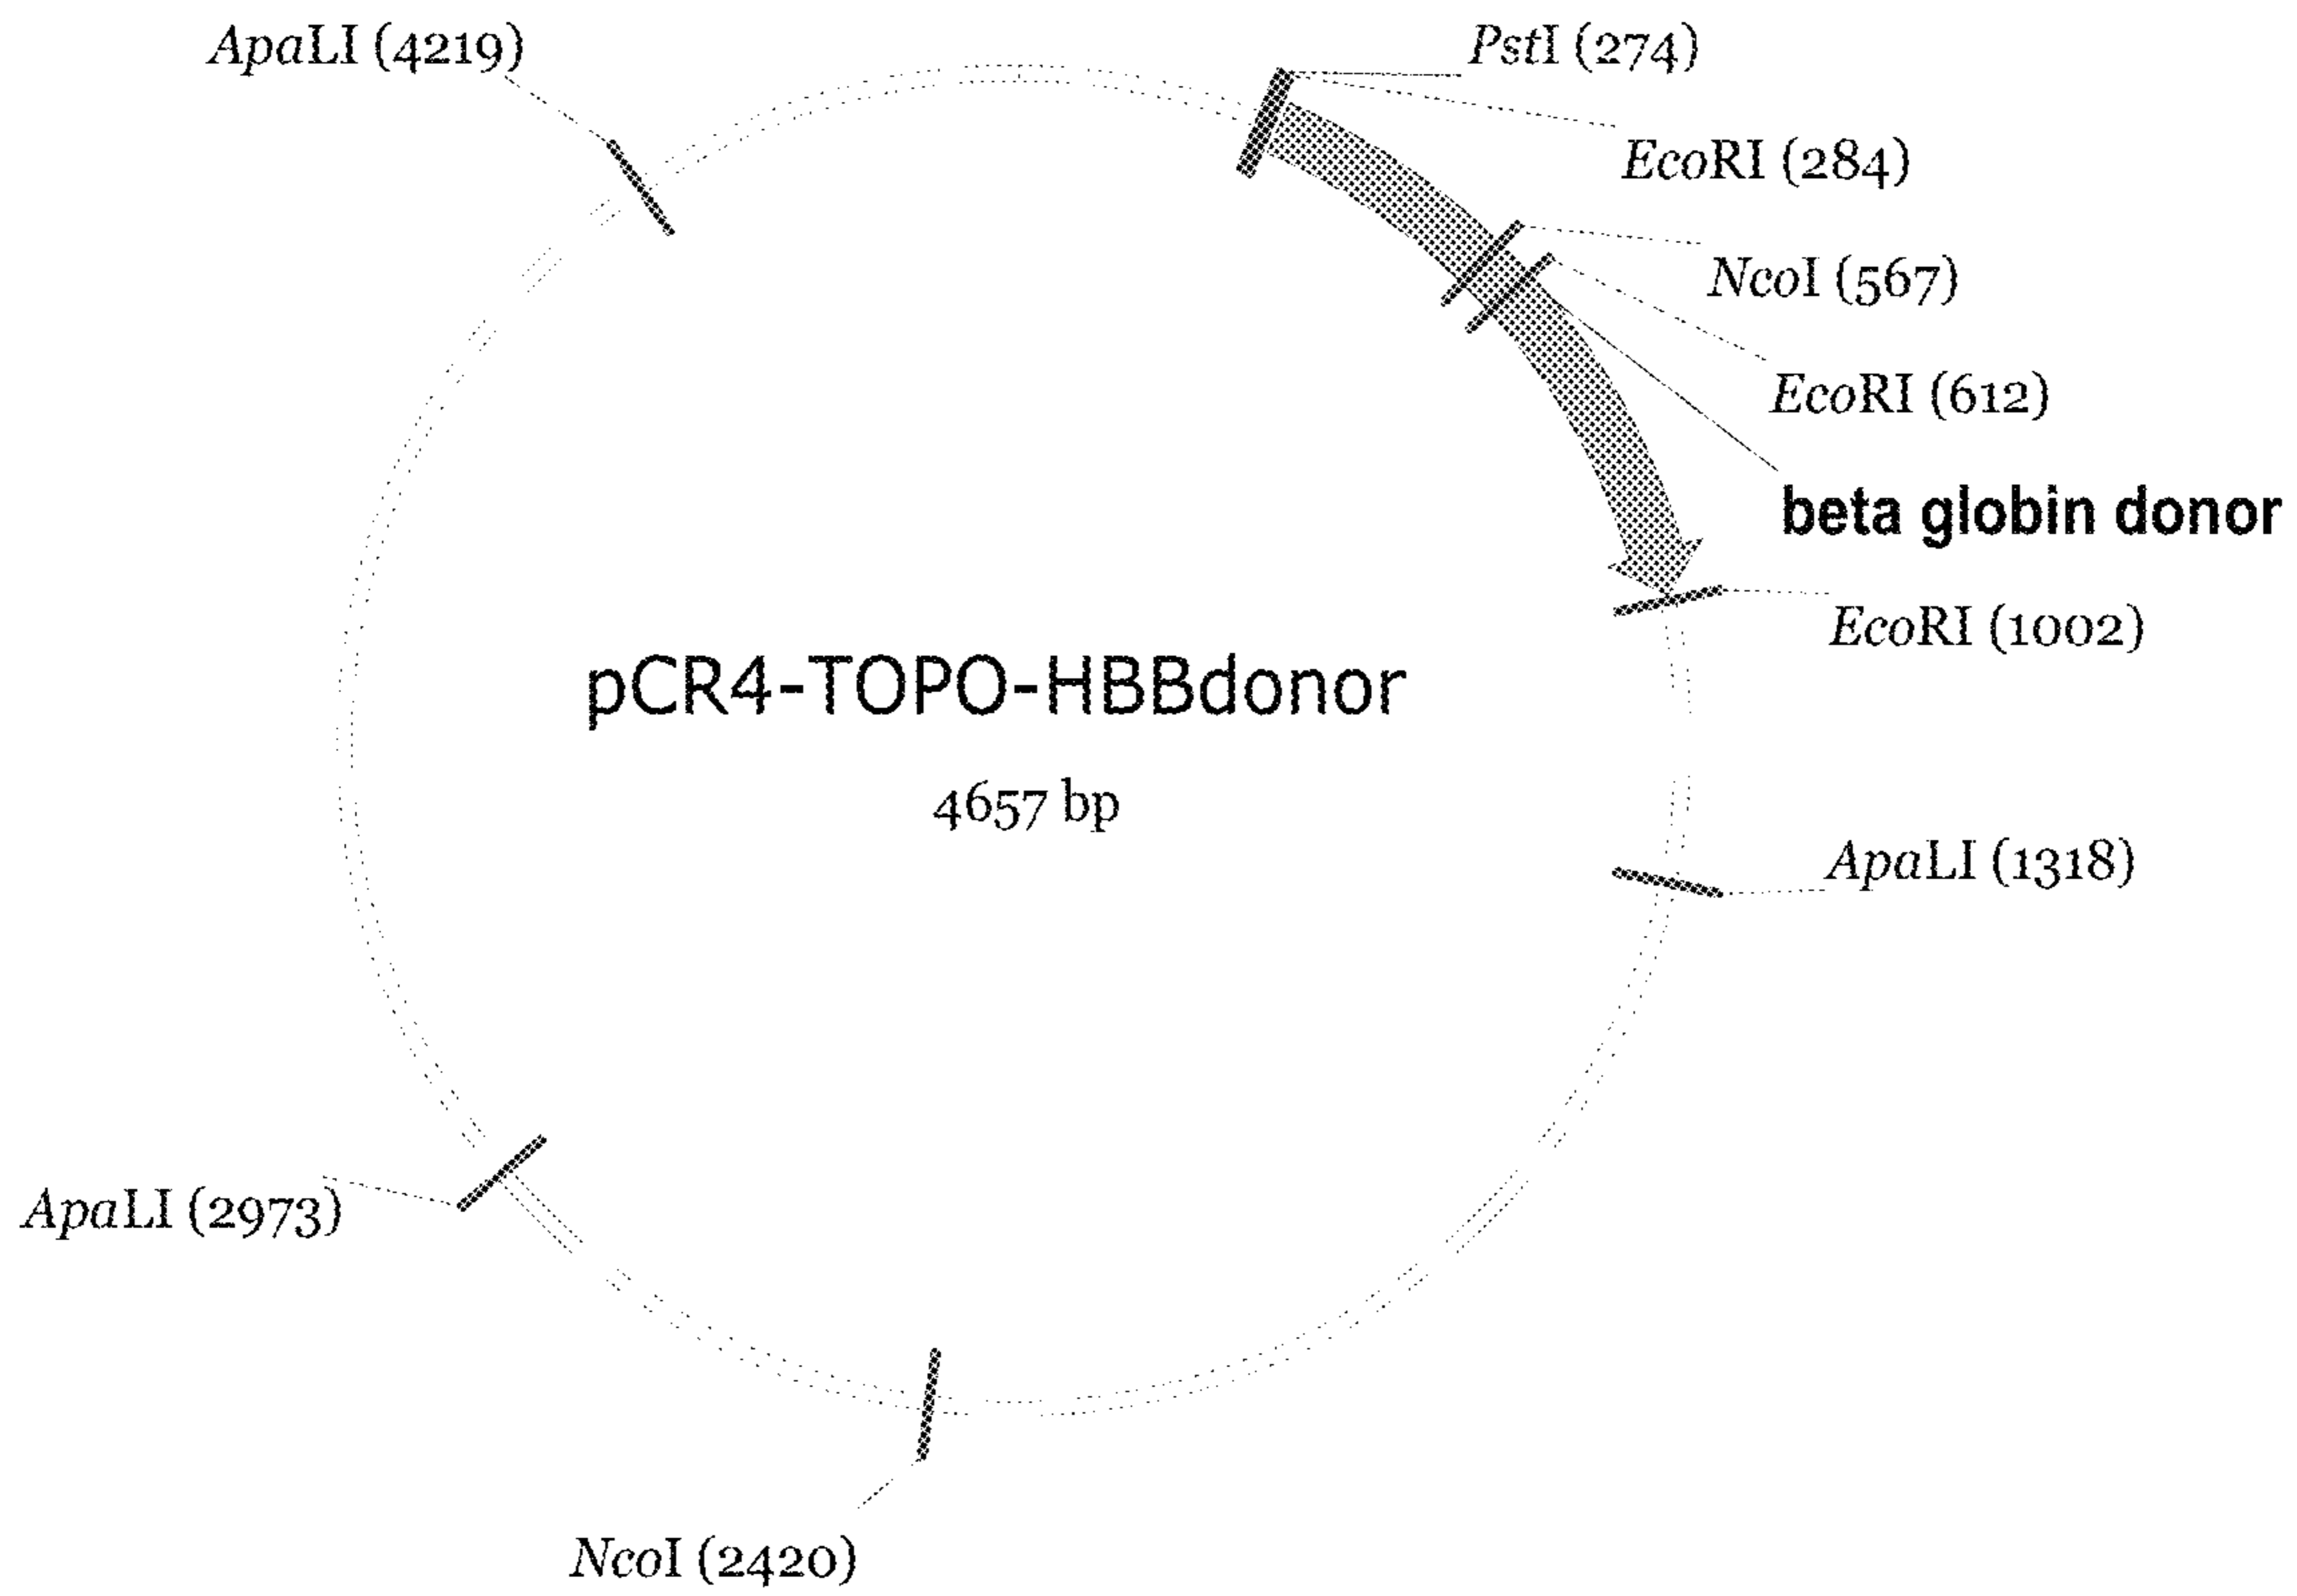 ApaLI (4219)
PstI (274)
EcoRI (284)
NcoI (567)
EcoRI (612)
beta globin donor
EcoRI (1002)
pCR4-TOPO-HBBdonor
4657 bp
ApaLI (1318)
ApaLI (2973)
NcoI (2420)